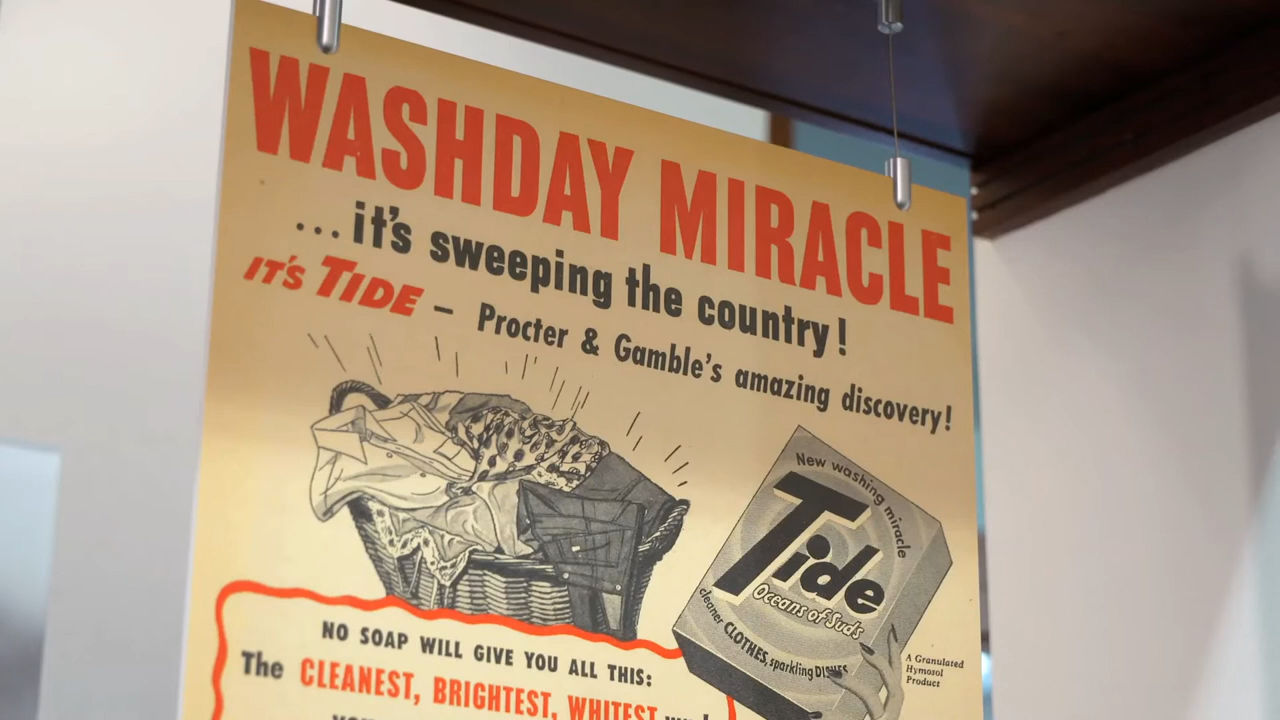 WASHDAY MIRACLE
...it's sweeping the country!
IT'S TIDE – Procter & Gamble's amazing discovery!
New washing miracle
Tide
Oceans of Suds
cleaner CLOTHES, sparkling DISHES
A Granulated
Hymosol
Product
NO SOAP WILL GIVE YOU ALL THIS:
The CLEANEST, BRIGHTEST, WHITEST